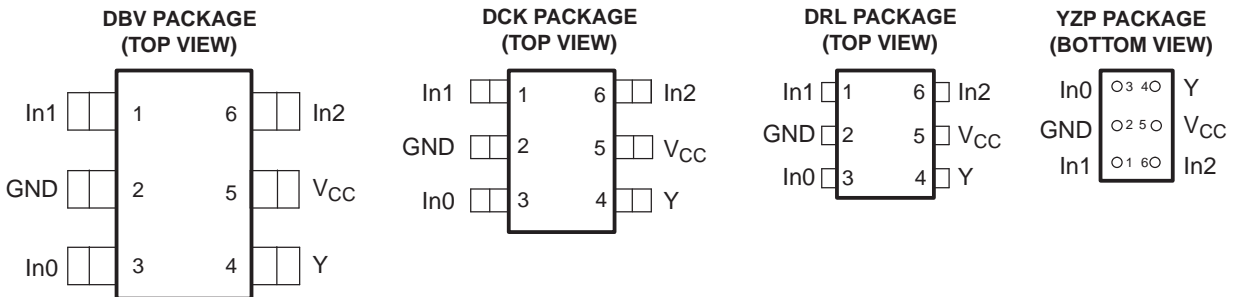 DBV PACKAGE
(TOP VIEW)
In1 1 6 In2
GND 2 5 VCC
In0 3 4 Y
DCK PACKAGE
(TOP VIEW)
In1 1 6 In2
GND 2 5 VCC
In0 3 4 Y
DRL PACKAGE
(TOP VIEW)
In1 1 6 In2
GND 2 5 VCC
In0 3 4 Y
YZP PACKAGE
(BOTTOM VIEW)
In0 3 4 Y
GND 2 5 VCC
In1 1 6 In2